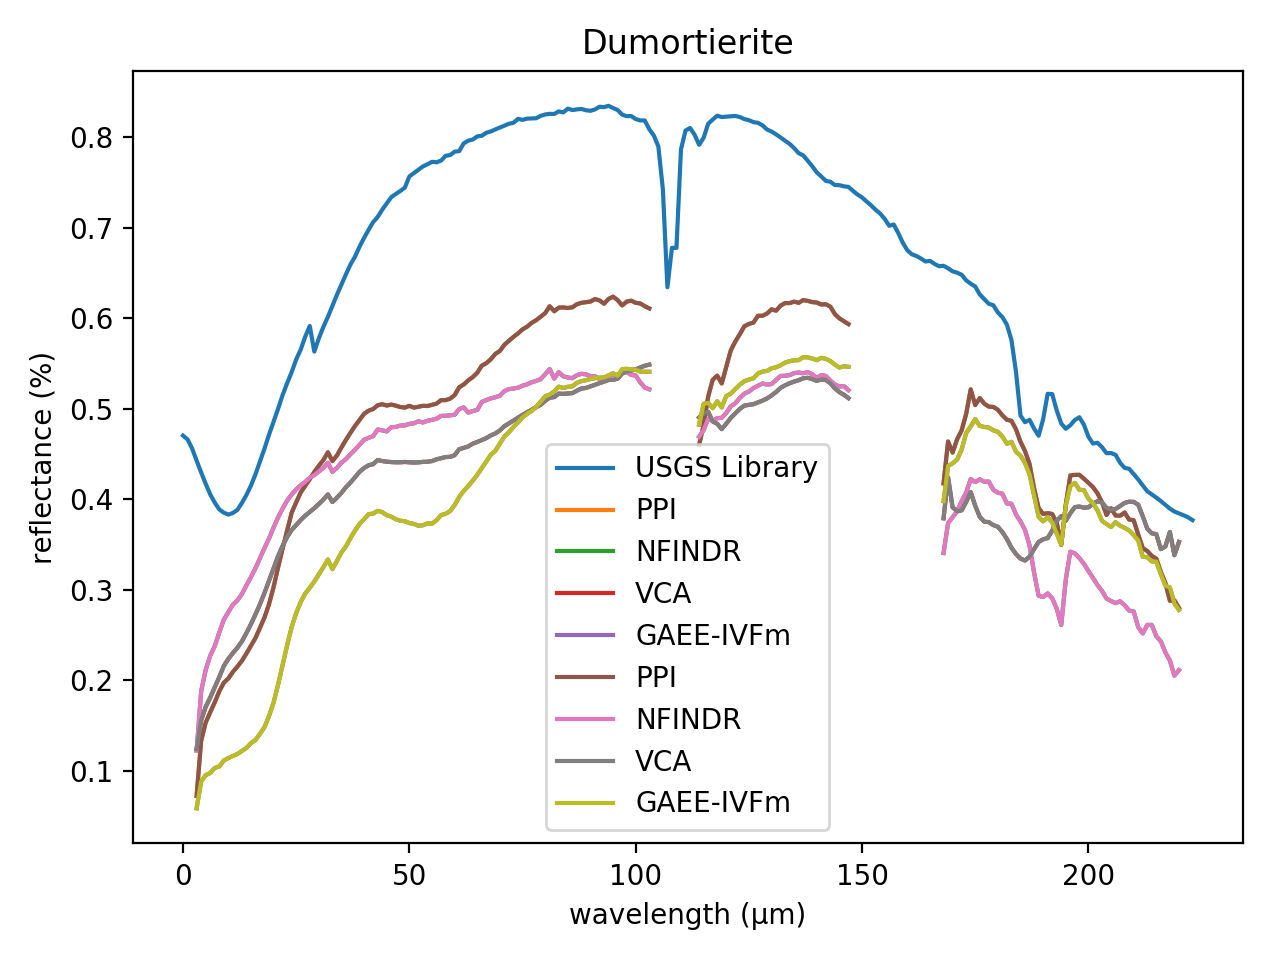 Dumortierite
reflectance (%)
0.8
0.7
0.6
0.5
0.4
0.3
0.2
0.1
USGS Library
PPI
NFINDR
VCA
GAEE-IVFm
PPI
NFINDR
VCA
GAEE-IVFm
0 50 100 150 200
wavelength (µm)